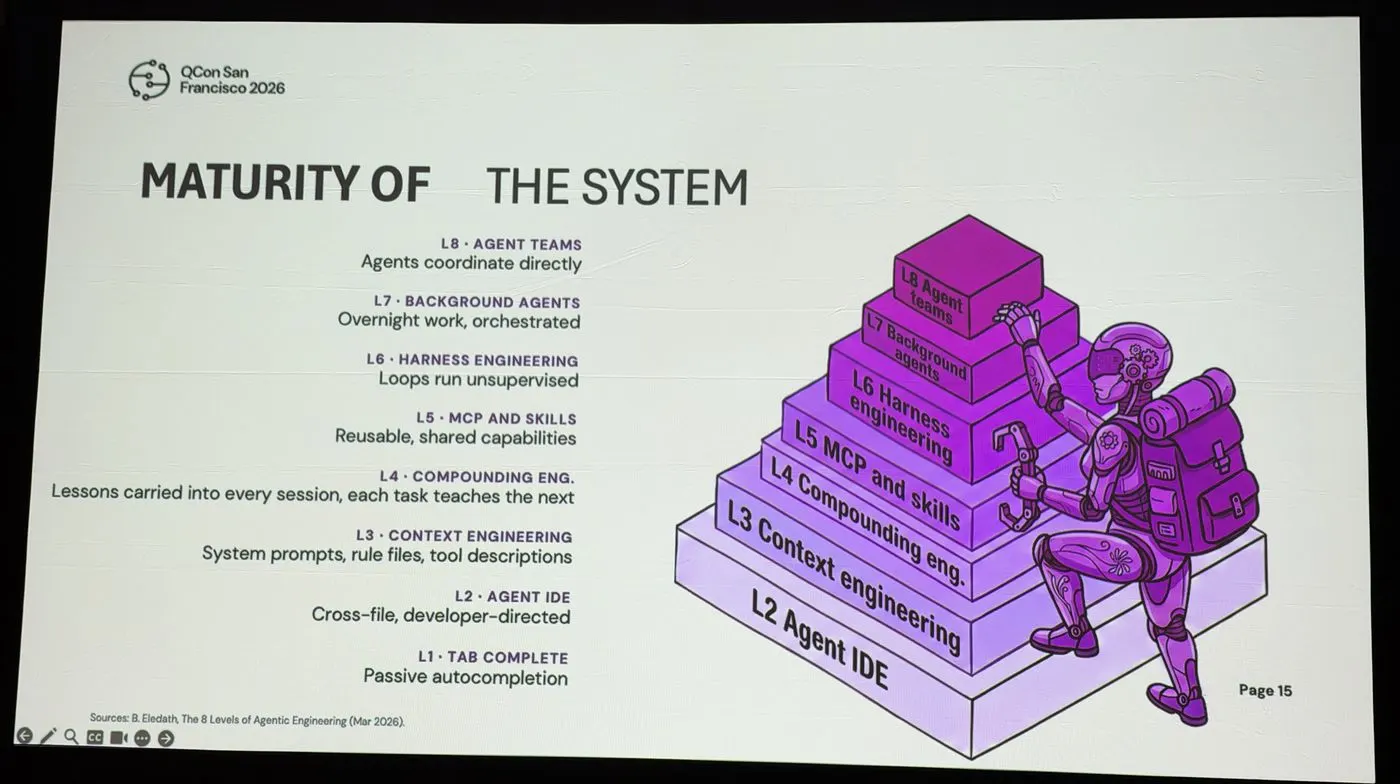 QCon San
Francisco 2026
MATURITY OF THE SYSTEM
L8 · AGENT TEAMS
Agents coordinate directly
L7 · BACKGROUND AGENTS
Overnight work, orchestrated
L6 · HARNESS ENGINEERING
Loops run unsupervised
L5 · MCP AND SKILLS
Reusable, shared capabilities
L4 · COMPOUNDING ENG.
Lessons carried into every session, each task teaches the next
L3 · CONTEXT ENGINEERING
System prompts, rule files, tool descriptions
L2 · AGENT IDE
Cross-file, developer-directed
L1 · TAB COMPLETE
Passive autocompletion
Sources: B. Eledath, The 8 Levels of Agentic Engineering (Mar 2026).
CC
L8 Agent
teams
L7 Background
agents
L6 Harness
engineering
L5 MCP and skills
L4 Compounding eng.
L3 Context engineering
L2 Agent IDE
Page 15